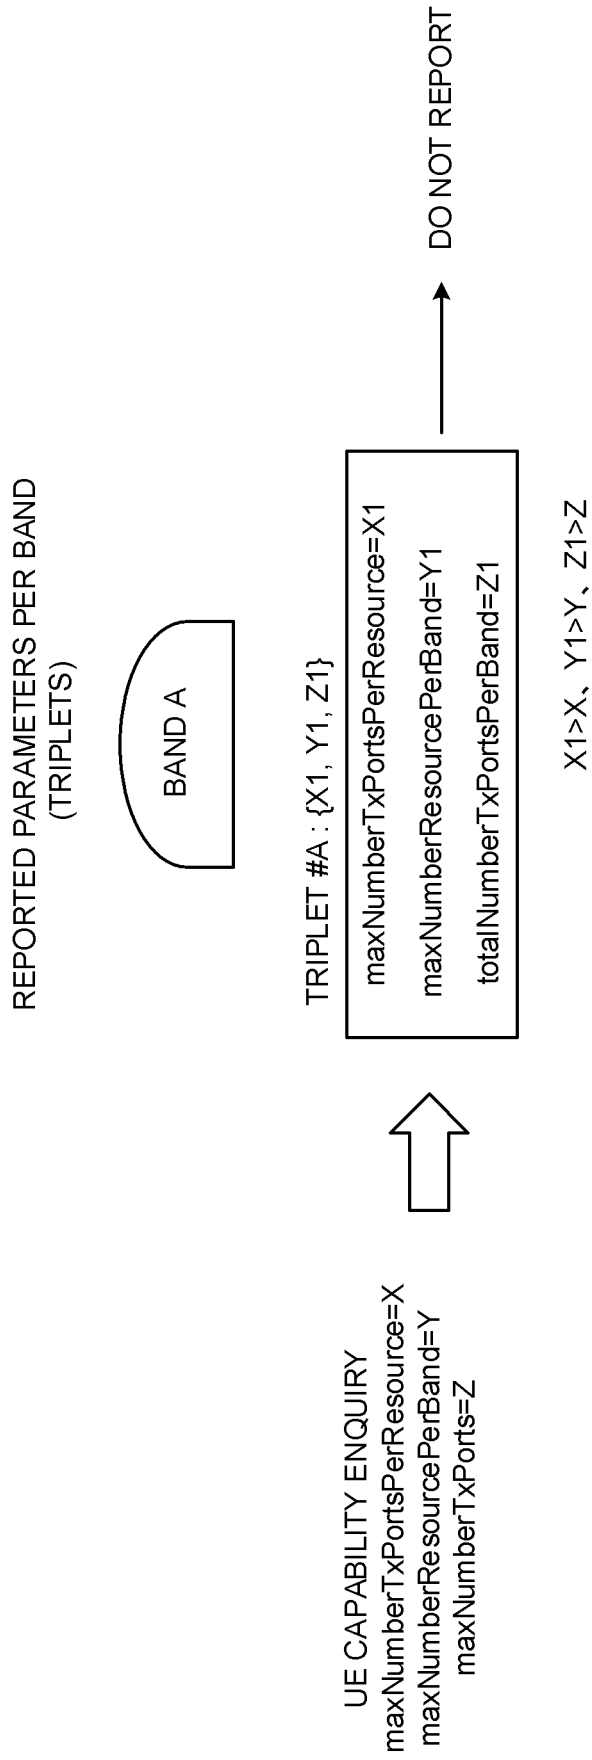 REPORTED PARAMETERS PER BAND
(TRIPLETS)
BAND A
UE CAPABILITY ENQUIRY
maxNumberTxPortsPerResource=X
maxNumberResourcePerBand=Y
maxNumberTxPorts=Z
TRIPLET #A : {X1, Y1, Z1}
maxNumberTxPortsPerResource=X1
maxNumberResourcePerBand=Y1
totalNumberTxPortsPerBand=Z1
DO NOT REPORT
X1>X、Y1>Y、Z1>Z